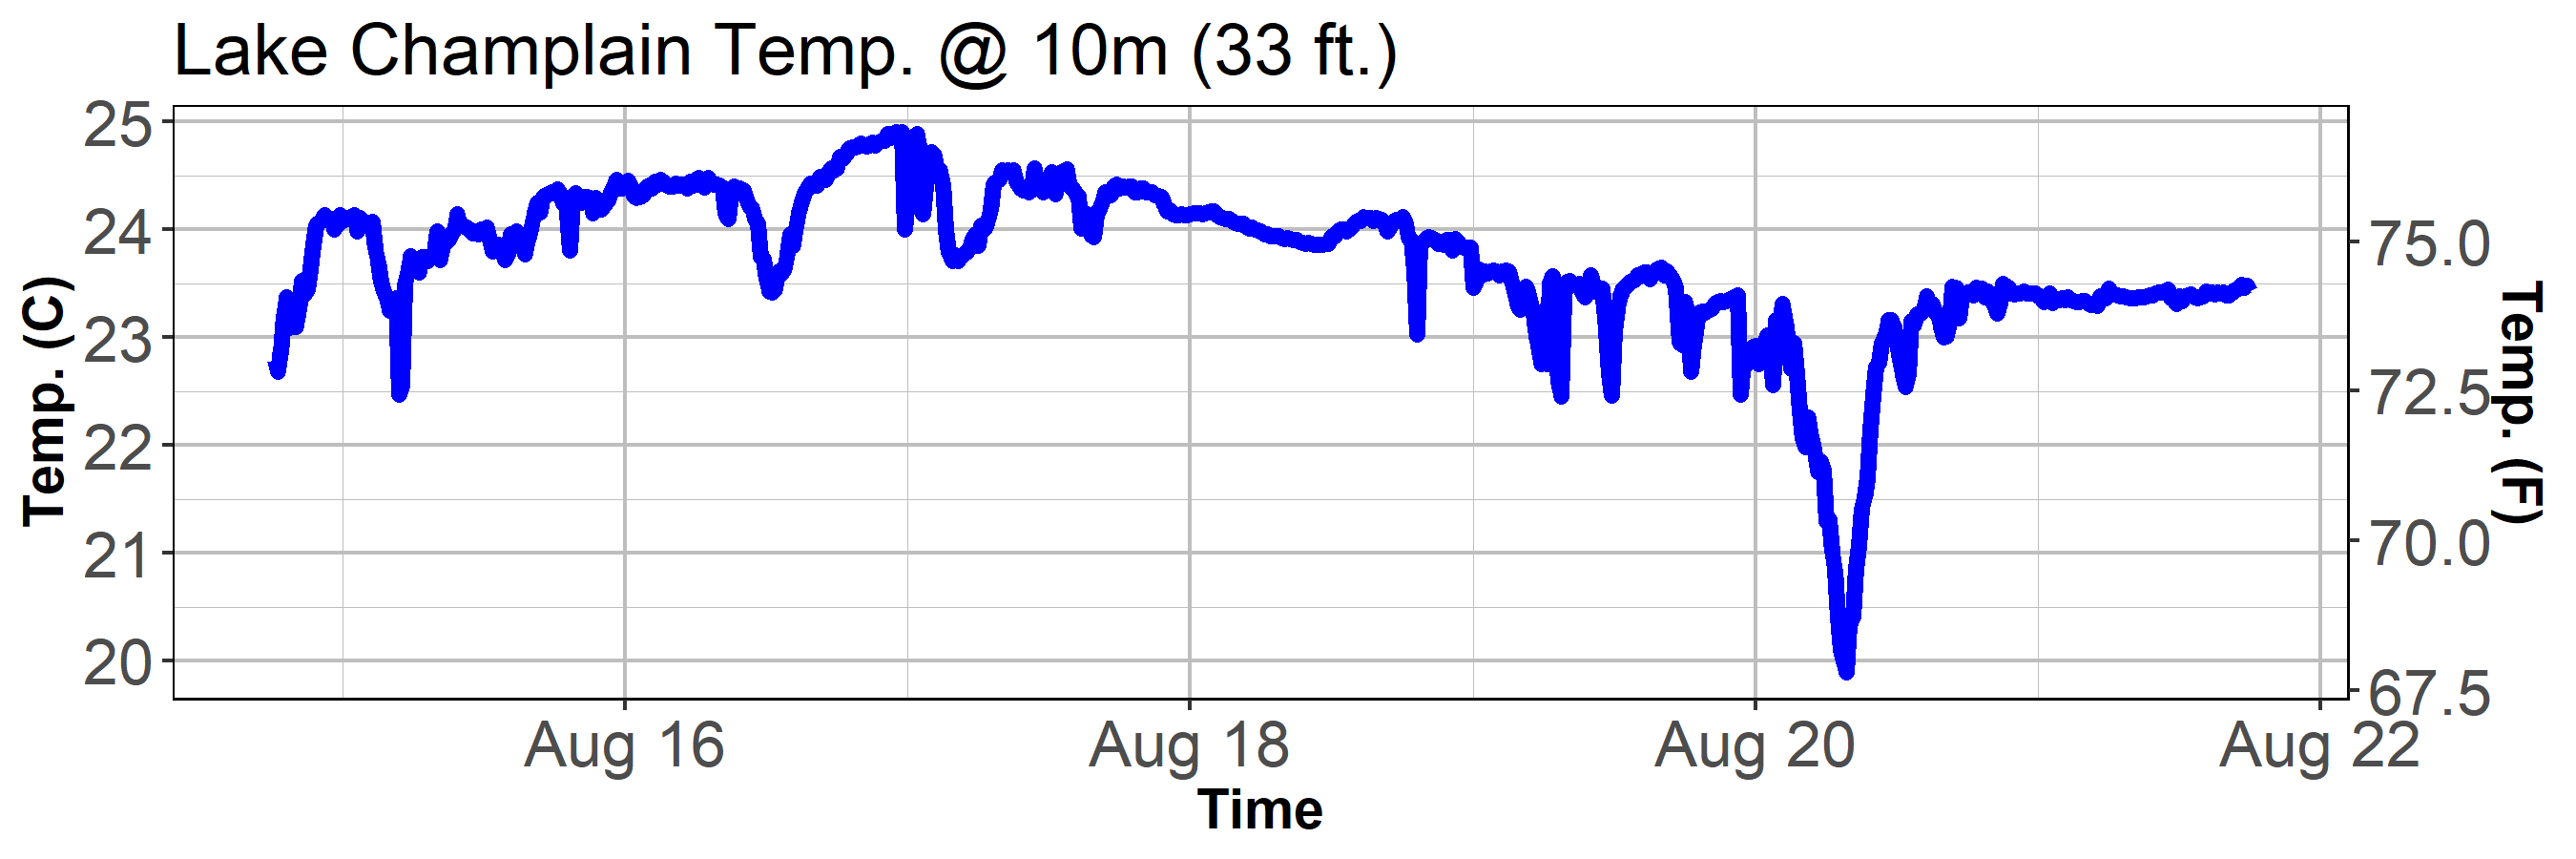 Lake Champlain Temp. @ 10m (33 ft.)
25
24
23
22
21
20
Temp. (C)
75.0
72.5
70.0
67.5
Temp. (F)
Aug 16 Aug 18 Aug 20 Aug 22
Time